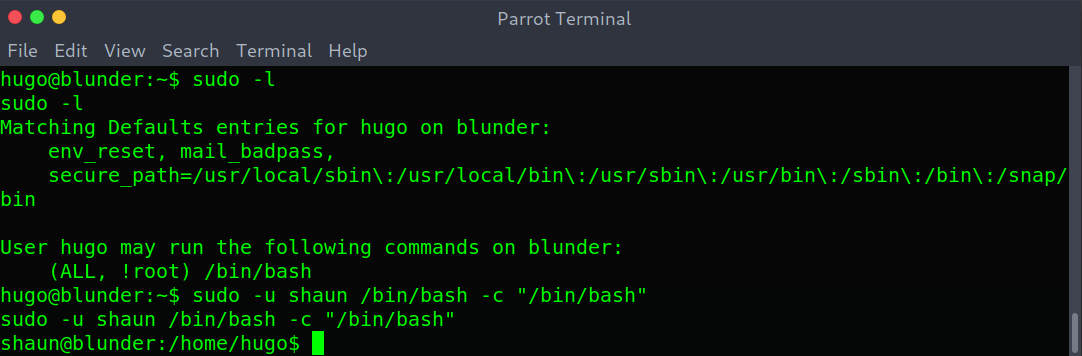 Parrot Terminal
File Edit View Search Terminal Help
hugo@blunder:~$ sudo -l
sudo -l
Matching Defaults entries for hugo on blunder:
    env_reset, mail_badpass,
    secure_path=/usr/local/sbin\:/usr/local/bin\:/usr/sbin\:/usr/bin\:/sbin\:/bin\:/snap/
bin
User hugo may run the following commands on blunder:
    (ALL, !root) /bin/bash
hugo@blunder:~$ sudo -u shaun /bin/bash -c "/bin/bash"
sudo -u shaun /bin/bash -c "/bin/bash"
shaun@blunder:/home/hugo$